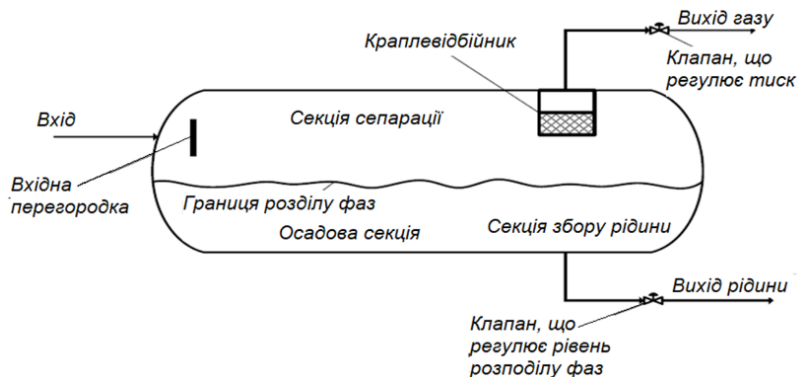 Вихід газу
Краплевідбійник
Клапан, що
регулює тиск
Вхід
Секція сепарації
Вхідна
перегородка
Границя розділу фаз
Осадова секція
Секція збору рідини
Вихід рідини
Клапан, що
регулює рівень
розподілу фаз